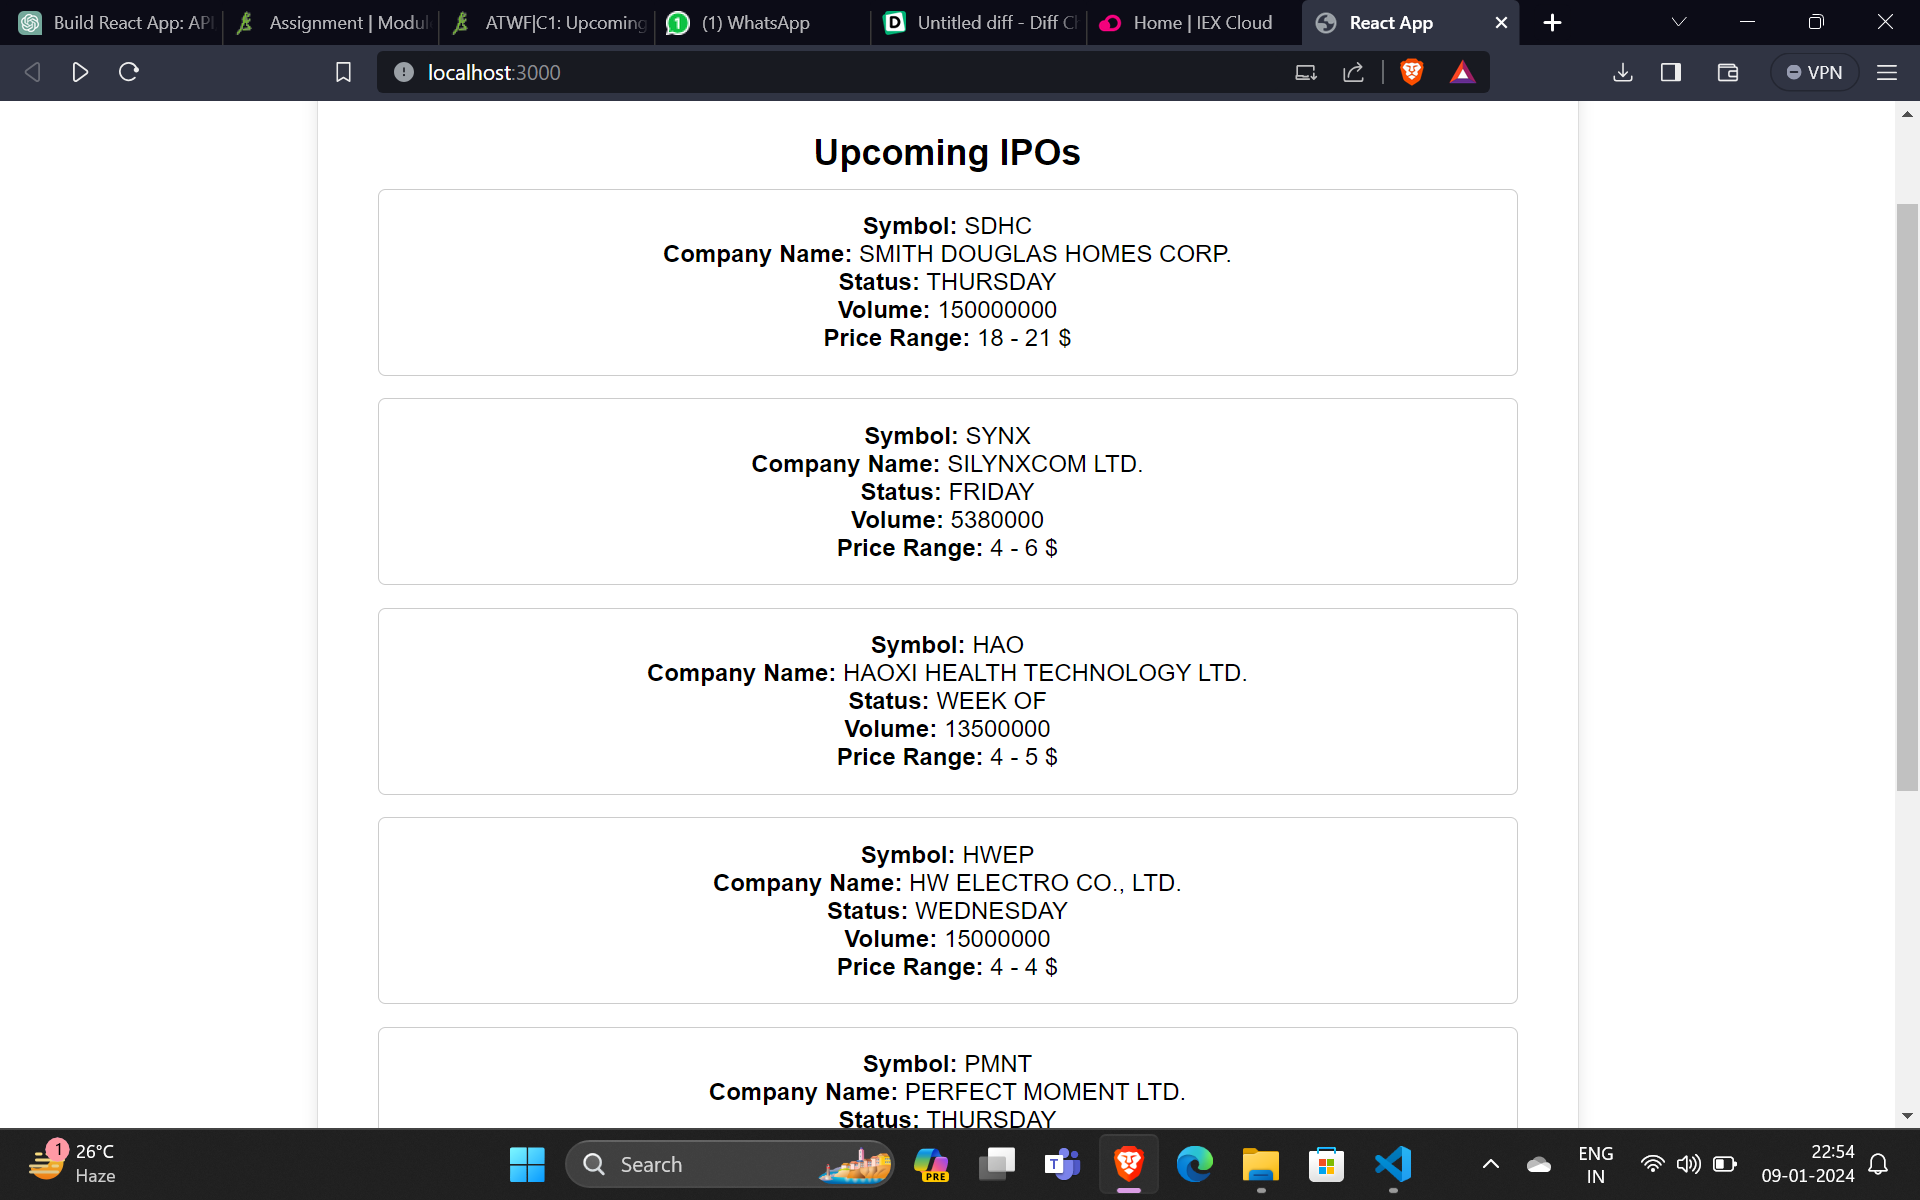 Build React App: API
Assignment | Modul
ATWF|C1: Upcoming
(1) WhatsApp
Untitled diff - Diff Ch
Home | IEX Cloud
React App
localhost:3000
VPN
Upcoming IPOs
Symbol: SDHC
Company Name: SMITH DOUGLAS HOMES CORP.
Status: THURSDAY
Volume: 150000000
Price Range: 18 - 21 $
Symbol: SYNX
Company Name: SILYNXCOM LTD.
Status: FRIDAY
Volume: 5380000
Price Range: 4 - 6 $
Symbol: HAO
Company Name: HAOXI HEALTH TECHNOLOGY LTD.
Status: WEEK OF
Volume: 13500000
Price Range: 4 - 5 $
Symbol: HWEP
Company Name: HW ELECTRO CO., LTD.
Status: WEDNESDAY
Volume: 15000000
Price Range: 4 - 4 $
Symbol: PMNT
Company Name: PERFECT MOMENT LTD.
Status: THURSDAY
1
26°C
Haze
Search
PRE
T
ENG
IN
22:54
09-01-2024